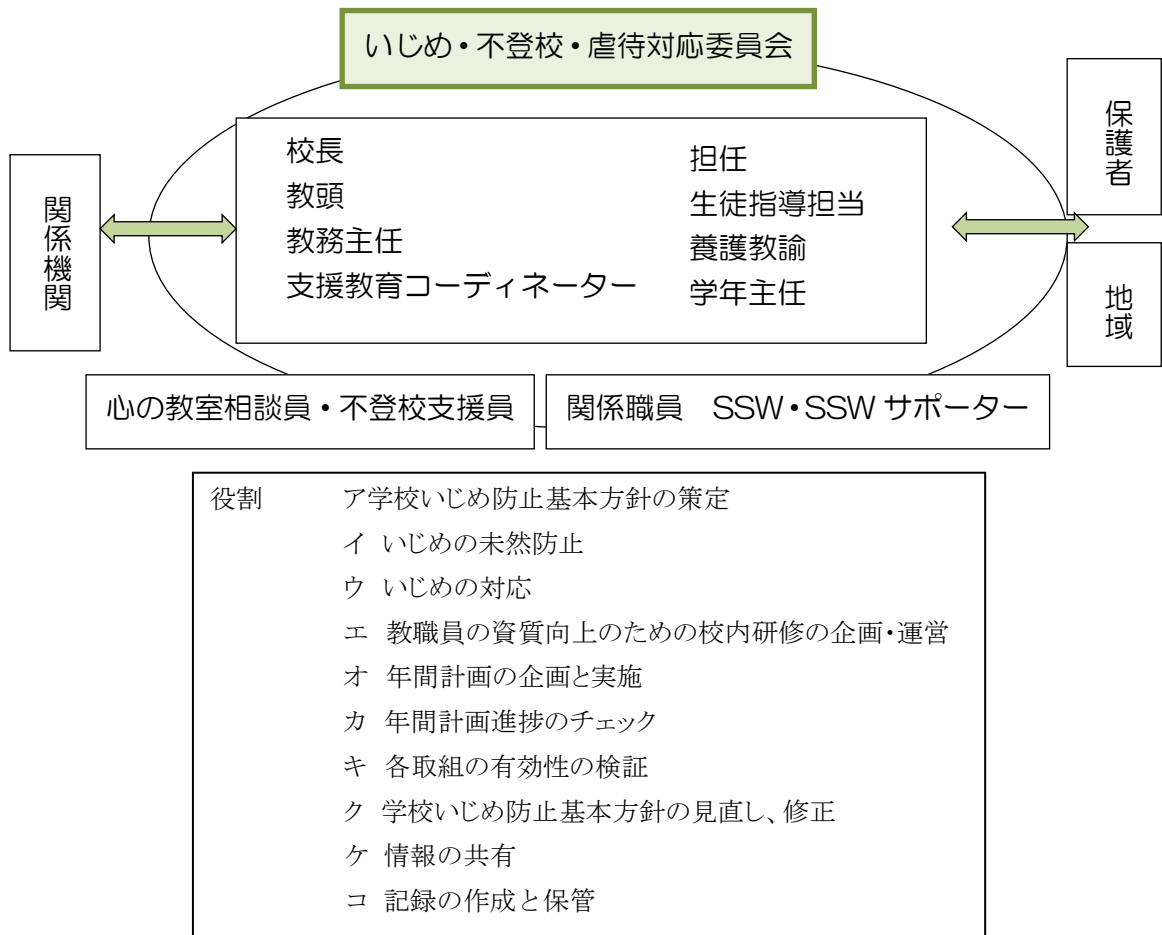 いじめ・不登校・虐待対応委員会
関係機関
校長
教頭
教務主任
支援教育コーディネーター
担任
生徒指導担当
養護教諭
学年主任
保護者
地域
心の教室相談員・不登校支援員
関係職員　SSW・SSW サポーター
役割　ア学校いじめ防止基本方針の策定
イ いじめの未然防止
ウ いじめの対応
エ 教職員の資質向上のための校内研修の企画・運営
オ 年間計画の企画と実施
カ 年間計画進捗のチェック
キ 各取組の有効性の検証
ク 学校いじめ防止基本方針の見直し、修正
ケ 情報の共有
コ 記録の作成と保管